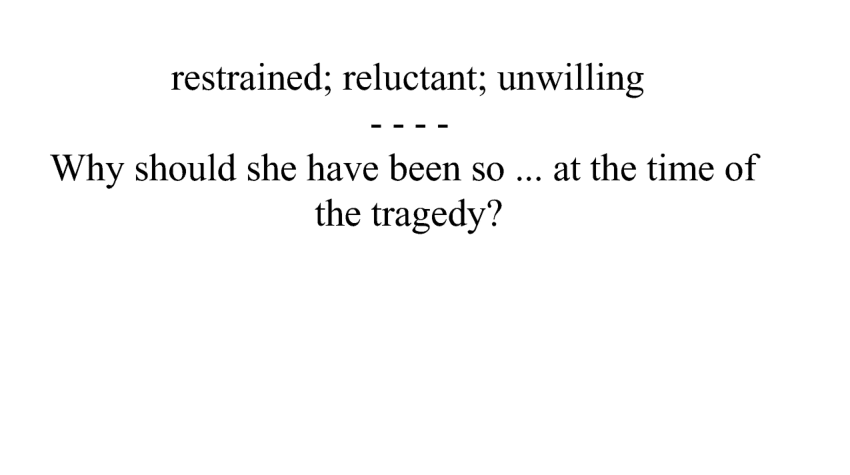 restrained; reluctant; unwilling
- - - -
Why should she have been so ... at the time of
the tragedy?